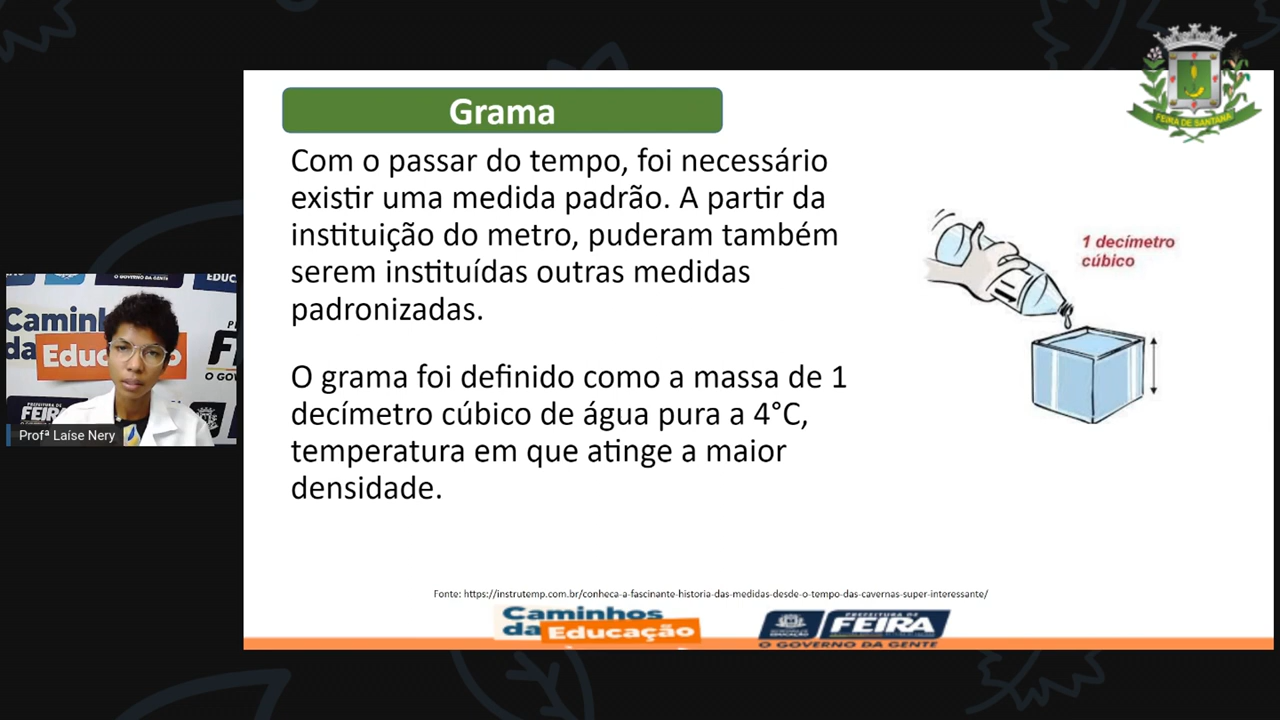 Grama
Com o passar do tempo, foi necessário
existir uma medida padrão. A partir da
instituição do metro, puderam também
serem instituídas outras medidas
padronizadas.
O grama foi definido como a massa de 1
decímetro cúbico de água pura a 4°C,
temperatura em que atinge a maior
densidade.
1 decímetro
cúbico
FEIRA DE SANTANA
Profª Laíse Nery
Fonte: https://instrutemp.com.br/conheca-a-fascinante-historia-das-medidas-desde-o-tempo-das-cavernas-super-interessante/
Caminhos
da Educação
PREFEITURA DE
FEIRA
O GOVERNO DA GENTE